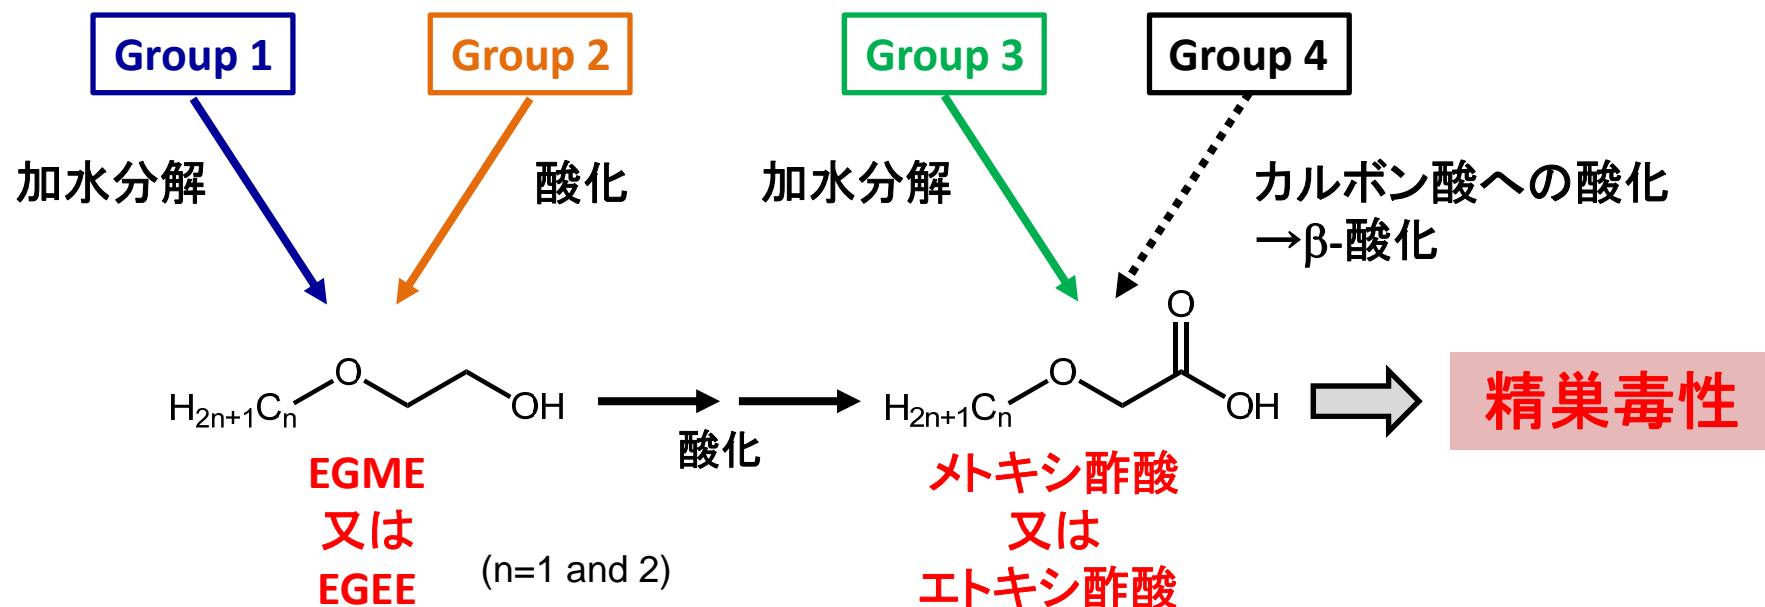 Group 1
Group 2
Group 3
Group 4
加水分解
酸化
加水分解
カルボン酸への酸化
→β-酸化
H2n+1Cn
O
OH
酸化
H2n+1Cn
O
O
OH
精巣毒性
EGME
又は
EGEE
(n=1 and 2)
メトキシ酢酸
又は
エトキシ酢酸